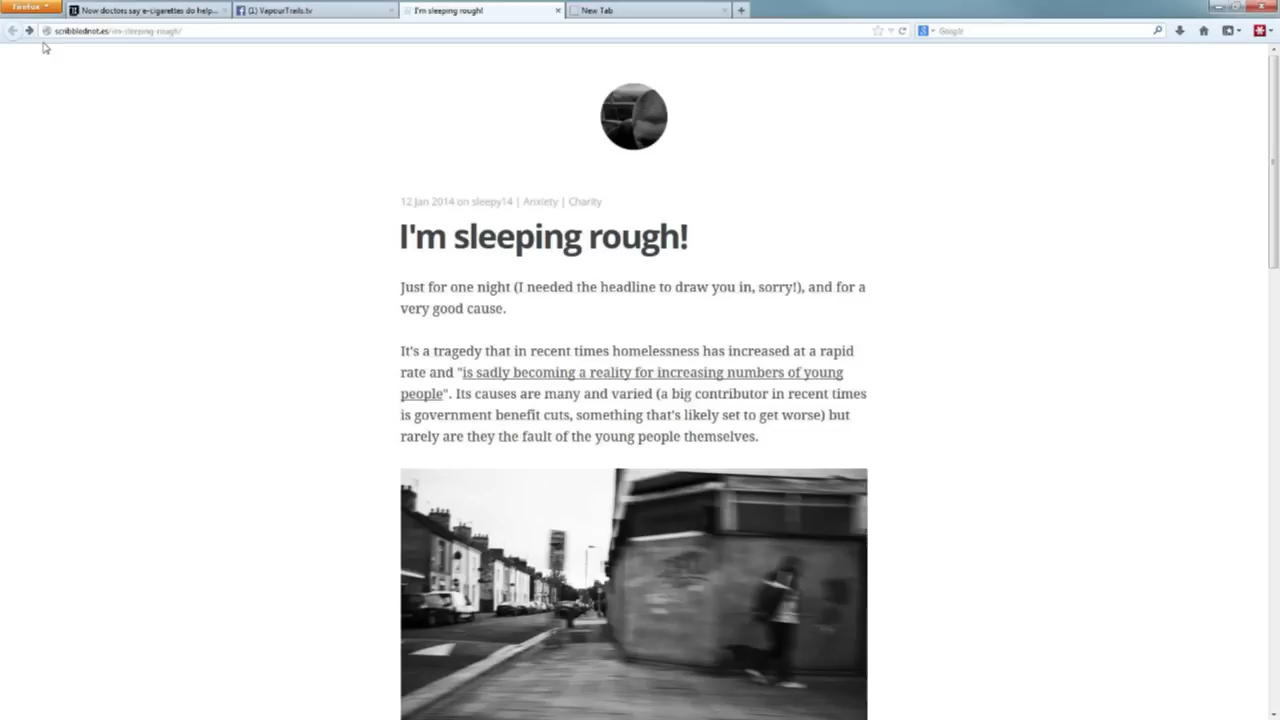 Firefox
Now doctors say e-cigarettes do help...
(1) VapourTrails.tv
I'm sleeping rough!
New Tab
scribblednot.es/im-sleeping-rough/
Google
12 Jan 2014 on sleepy14 | Anxiety | Charity
I'm sleeping rough!
Just for one night (I needed the headline to draw you in, sorry!), and for a
very good cause.
It's a tragedy that in recent times homelessness has increased at a rapid
rate and "is sadly becoming a reality for increasing numbers of young
people". Its causes are many and varied (a big contributor in recent times
is government benefit cuts, something that's likely set to get worse) but
rarely are they the fault of the young people themselves.